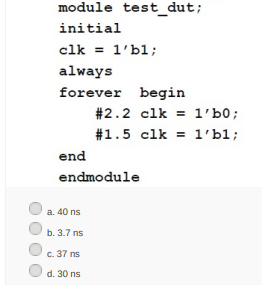 module test_dut;
initial
clk = 1'b1;
always
forever begin
#2.2 clk = 1'b0;
#1.5 clk = 1'b1;
end
endmodule
a. 40 ns
b. 3.7 ns
c. 37 ns
d. 30 ns